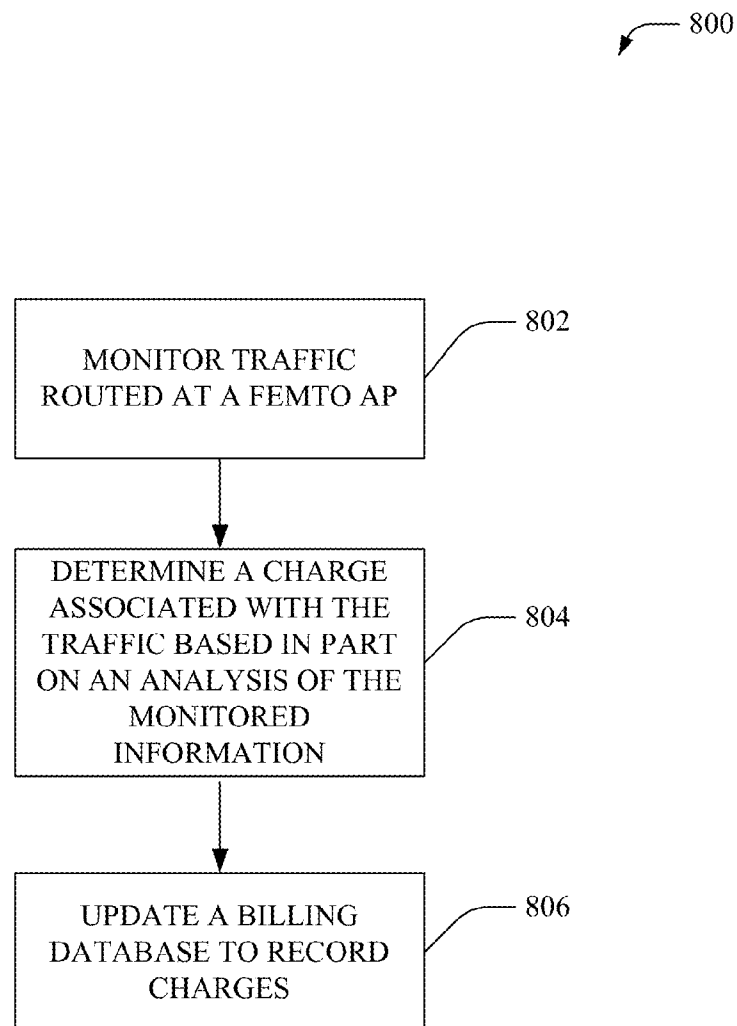 800
MONITOR TRAFFIC
ROUTED AT A FEMTO AP
802
DETERMINE A CHARGE
ASSOCIATED WITH THE
TRAFFIC BASED IN PART
ON AN ANALYSIS OF THE
MONITORED
INFORMATION
804
UPDATE A BILLING
DATABASE TO RECORD
CHARGES
806